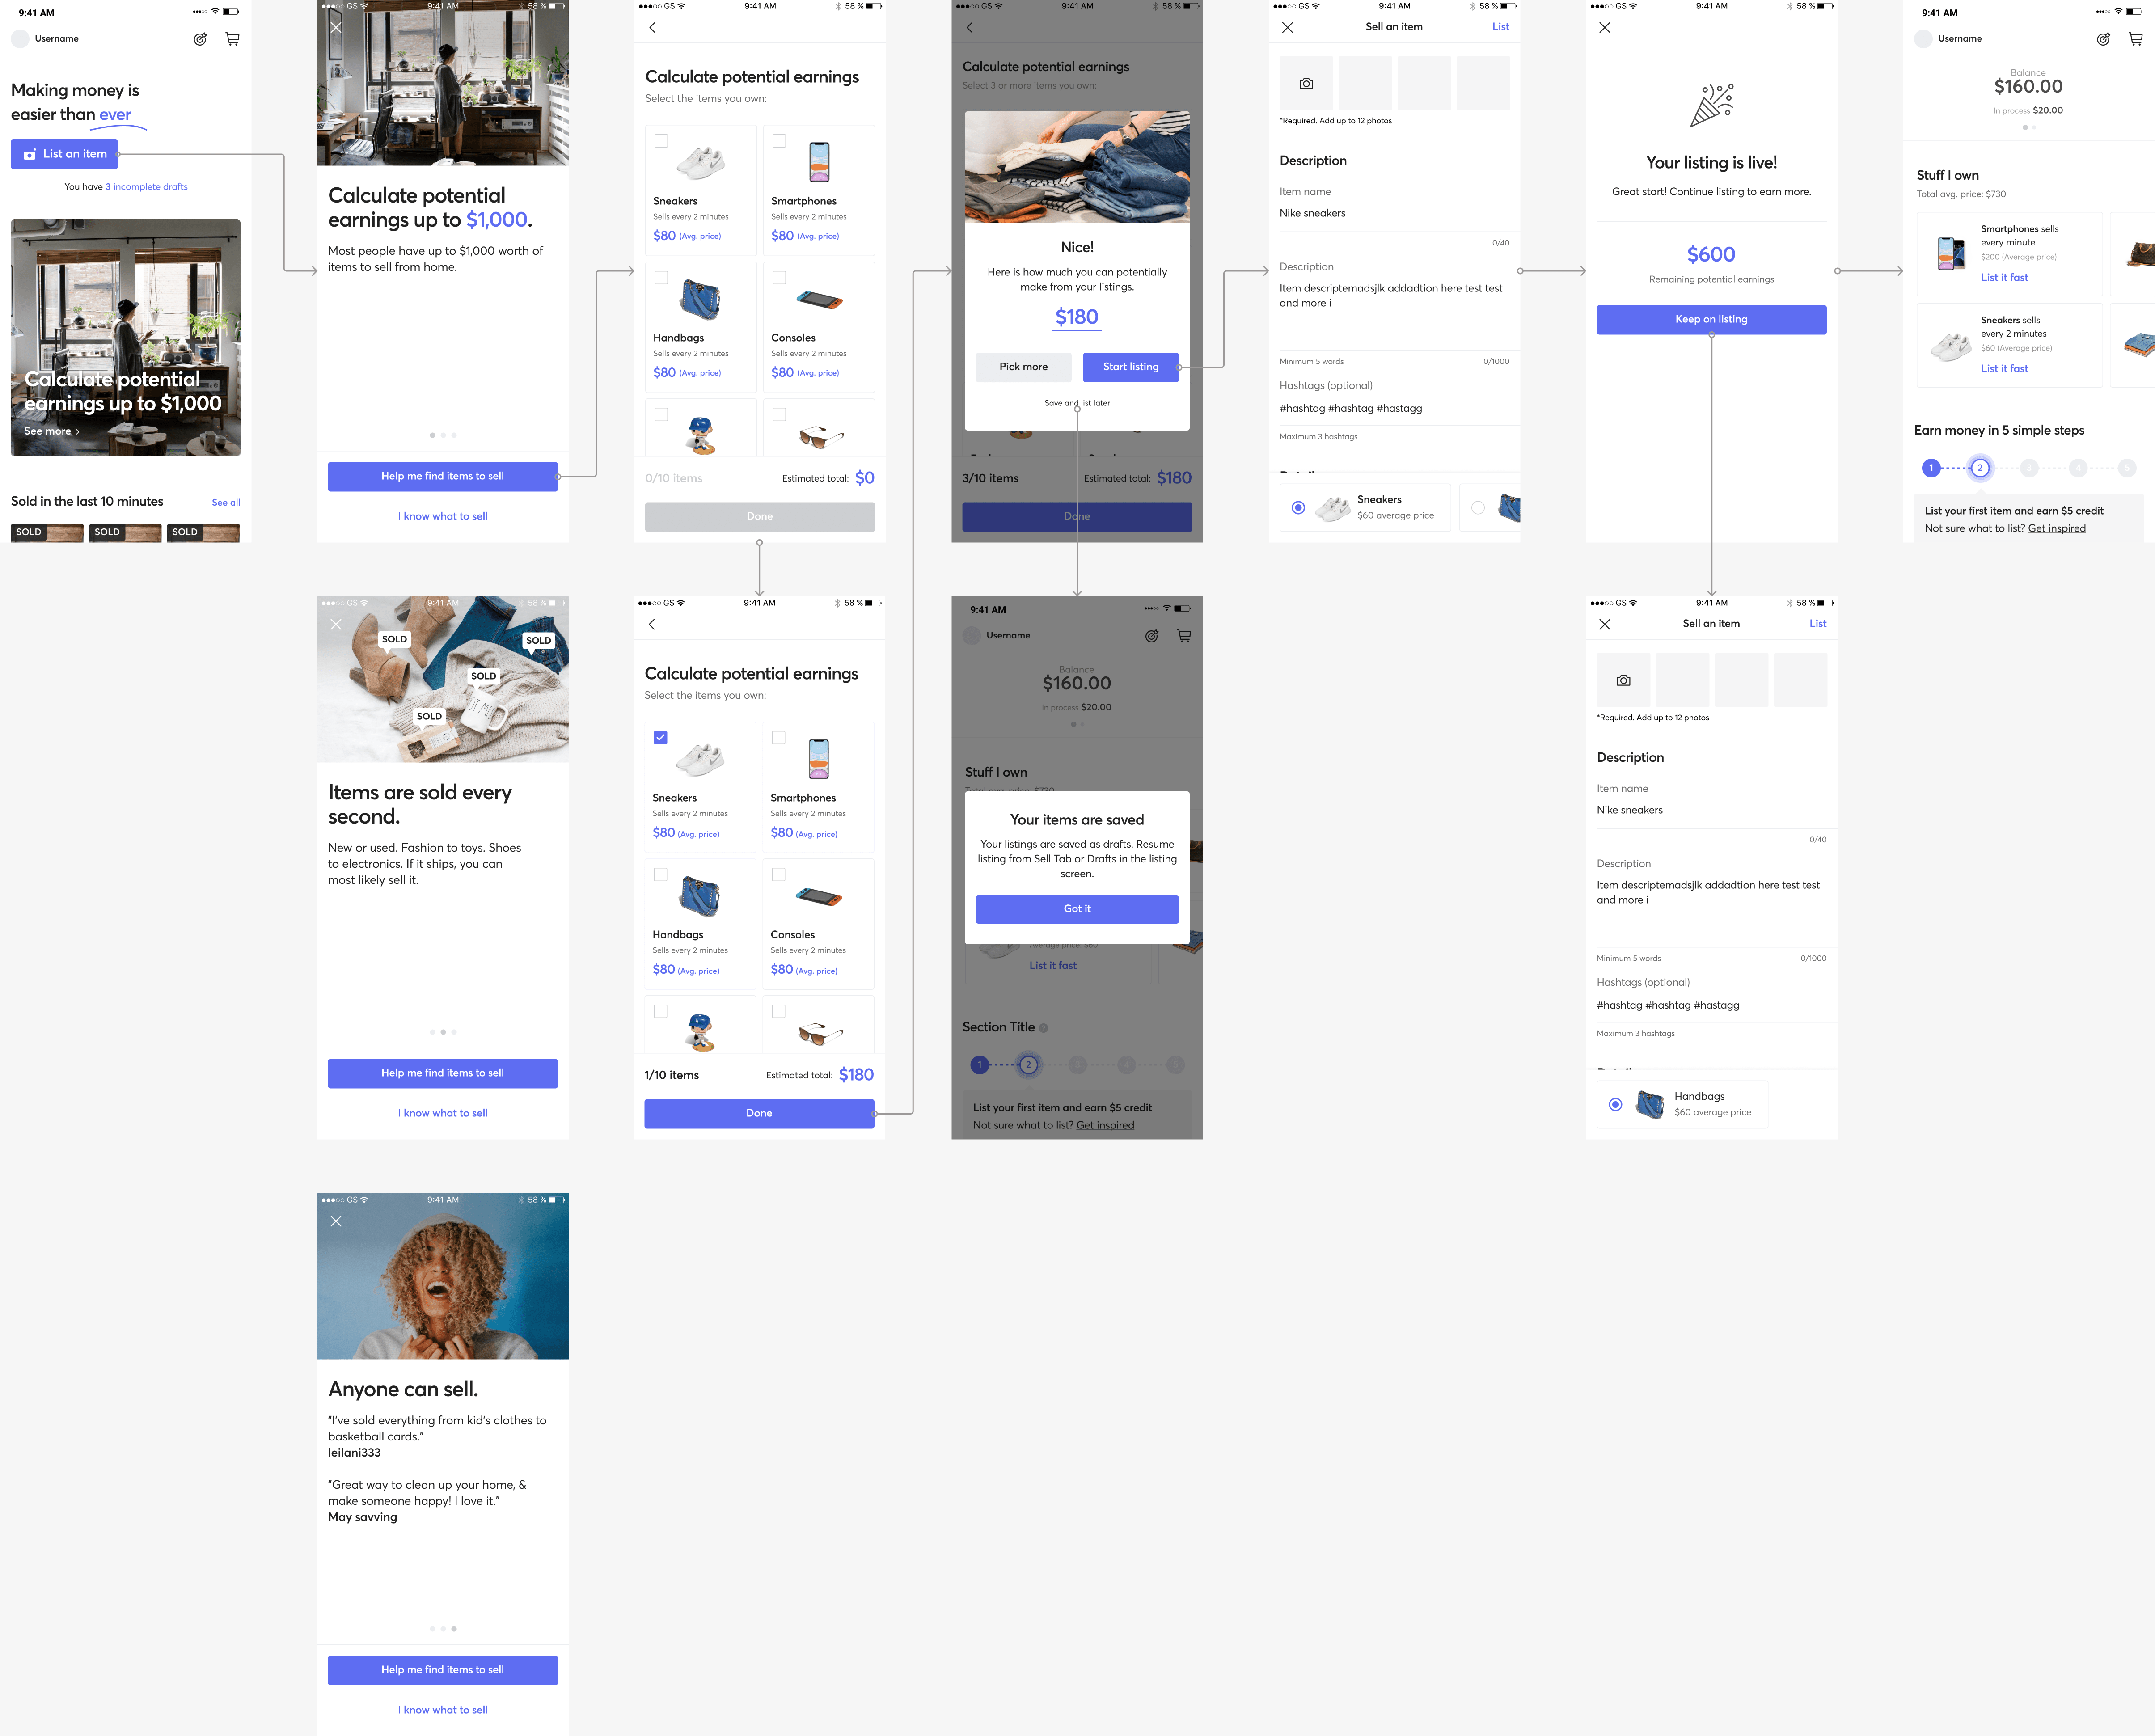 9:41 AM
Username
Making money is
easier than ever
List an item
You have 3 incomplete drafts
Calculate potential
earnings up to $1,000
See more ›
Sold in the last 10 minutes
See all
SOLD
SOLD
SOLD
GS
9:41 AM
58 %
Calculate potential
earnings up to $1,000.
Most people have up to $1,000 worth of
items to sell from home.
Help me find items to sell
I know what to sell
GS
9:41 AM
58 %
Calculate potential earnings
Select the items you own:
Sneakers
Sells every 2 minutes
$80 (Avg. price)
Smartphones
Sells every 2 minutes
$80 (Avg. price)
Handbags
Sells every 2 minutes
$80 (Avg. price)
Consoles
Sells every 2 minutes
$80 (Avg. price)
0/10 items
Estimated total: $0
Done
GS
9:41 AM
58 %
Calculate potential earnings
Select 3 or more items you own:
Nice!
Here is how much you can potentially
make from your listings.
$180
Pick more
Start listing
Save and list later
3/10 items
Estimated total: $180
Done
GS
9:41 AM
58 %
Sell an item
List
*Required. Add up to 12 photos
Description
Item name
Nike sneakers
0/40
Description
Item descriptemadsjlk addadtion here test test
and more i
Minimum 5 words
0/1000
Hashtags (optional)
#hashtag #hashtag #hastagg
Maximum 3 hashtags
Sneakers
$60 average price
GS
9:41 AM
58 %
Your listing is live!
Great start! Continue listing to earn more.
$600
Remaining potential earnings
Keep on listing
9:41 AM
Username
Balance
$160.00
In process $20.00
Stuff I own
Total avg. price: $730
Smartphones sells
every minute
$200 (Average price)
List it fast
Sneakers sells
every 2 minutes
$60 (Average price)
List it fast
Earn money in 5 simple steps
1
2
3
4
5
List your first item and earn $5 credit
Not sure what to list? Get inspired
GS
9:41 AM
58 %
SOLD
SOLD
SOLD
SOLD
Items are sold every
second.
New or used. Fashion to toys. Shoes
to electronics. If it ships, you can
most likely sell it.
Help me find items to sell
I know what to sell
GS
9:41 AM
58 %
Calculate potential earnings
Select the items you own:
Sneakers
Sells every 2 minutes
$80 (Avg. price)
Smartphones
Sells every 2 minutes
$80 (Avg. price)
Handbags
Sells every 2 minutes
$80 (Avg. price)
Consoles
Sells every 2 minutes
$80 (Avg. price)
1/10 items
Estimated total: $180
Done
9:41 AM
Username
Balance
$160.00
In process $20.00
Stuff I own
Total avg. price: $730
Your items are saved
Your listings are saved as drafts. Resume
listing from Sell Tab or Drafts in the listing
screen.
Got it
Average price: $60
List it fast
Section Title ?
1
2
3
4
5
List your first item and earn $5 credit
Not sure what to list? Get inspired
GS
9:41 AM
58 %
Sell an item
List
*Required. Add up to 12 photos
Description
Item name
Nike sneakers
0/40
Description
Item descriptemadsjlk addadtion here test test
and more i
Minimum 5 words
0/1000
Hashtags (optional)
#hashtag #hashtag #hastagg
Maximum 3 hashtags
Handbags
$60 average price
GS
9:41 AM
58 %
Anyone can sell.
"I've sold everything from kid's clothes to
basketball cards."
leilani333
"Great way to clean up your home, &
make someone happy! I love it."
May savving
Help me find items to sell
I know what to sell